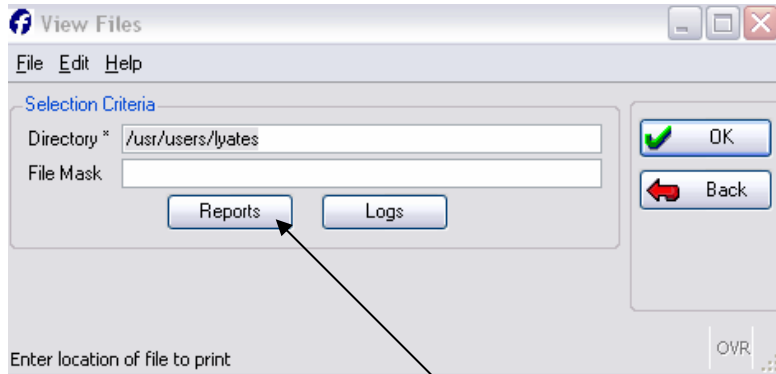 View Files
File Edit Help
Selection Criteria
Directory * /usr/users/lyates
File Mask
Reports Logs
OK
Back
Enter location of file to print
OVR